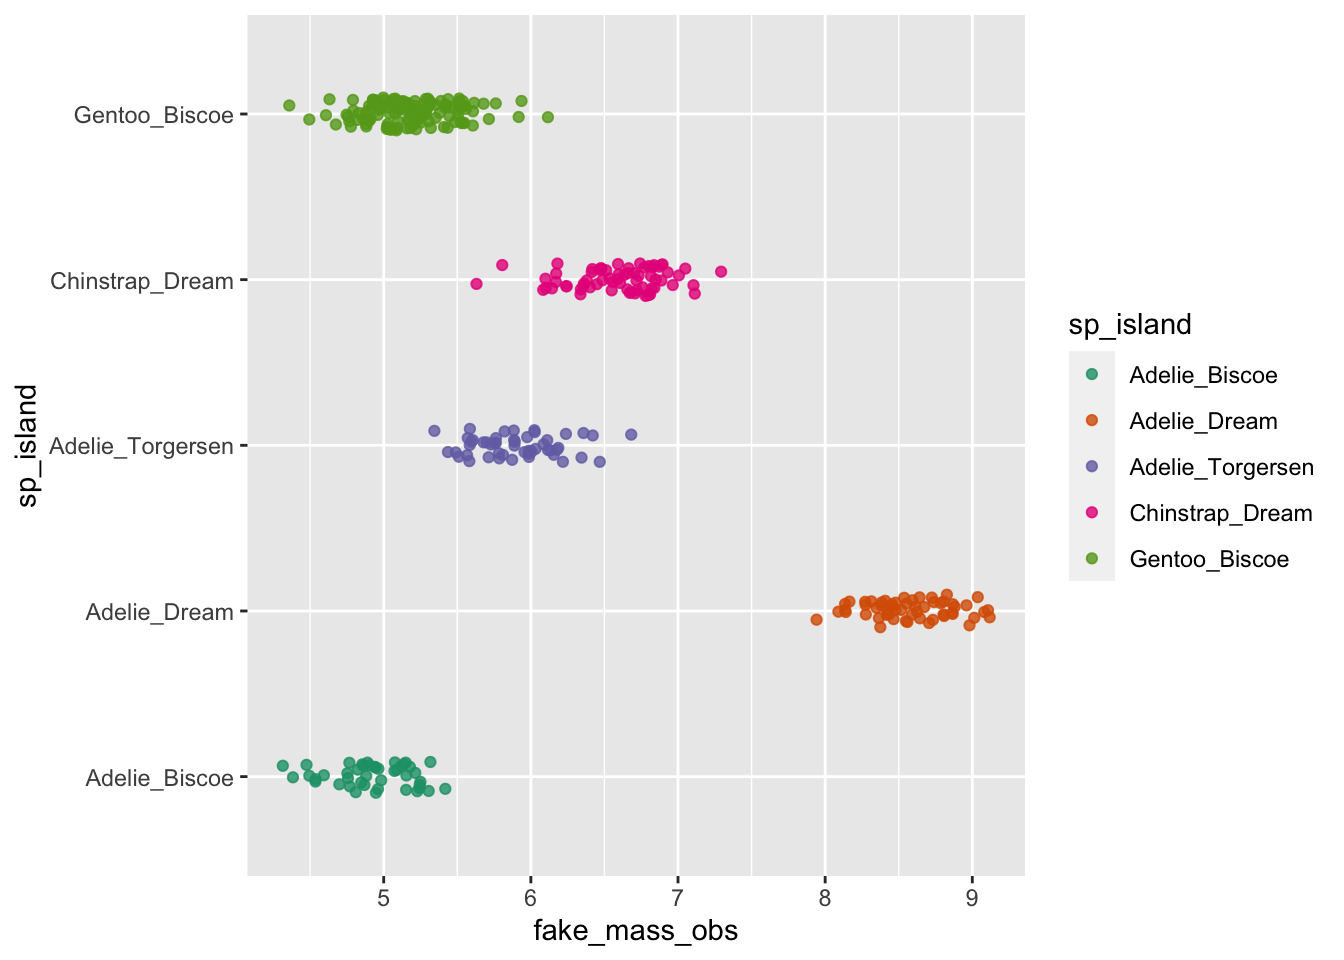 Gentoo_Biscoe
Chinstrap_Dream
Adelie_Torgersen
Adelie_Dream
Adelie_Biscoe
sp_island
5 6 7 8 9
fake_mass_obs
sp_island
Adelie_Biscoe
Adelie_Dream
Adelie_Torgersen
Chinstrap_Dream
Gentoo_Biscoe